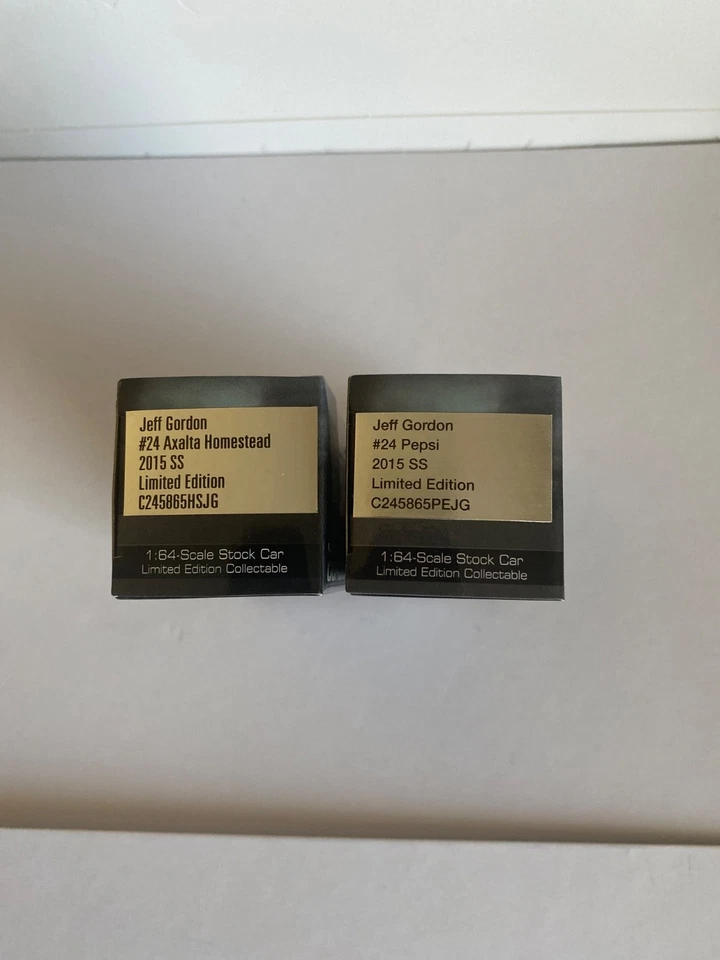 Jeff Gordon
#24 Axalta Homestead
2015 SS
Limited Edition
C245865HSJG
1:64-Scale Stock Car
Limited Edition Collectable
Jeff Gordon
#24 Pepsi
2015 SS
Limited Edition
C245865PEJG
1:64-Scale Stock Car
Limited Edition Collectable